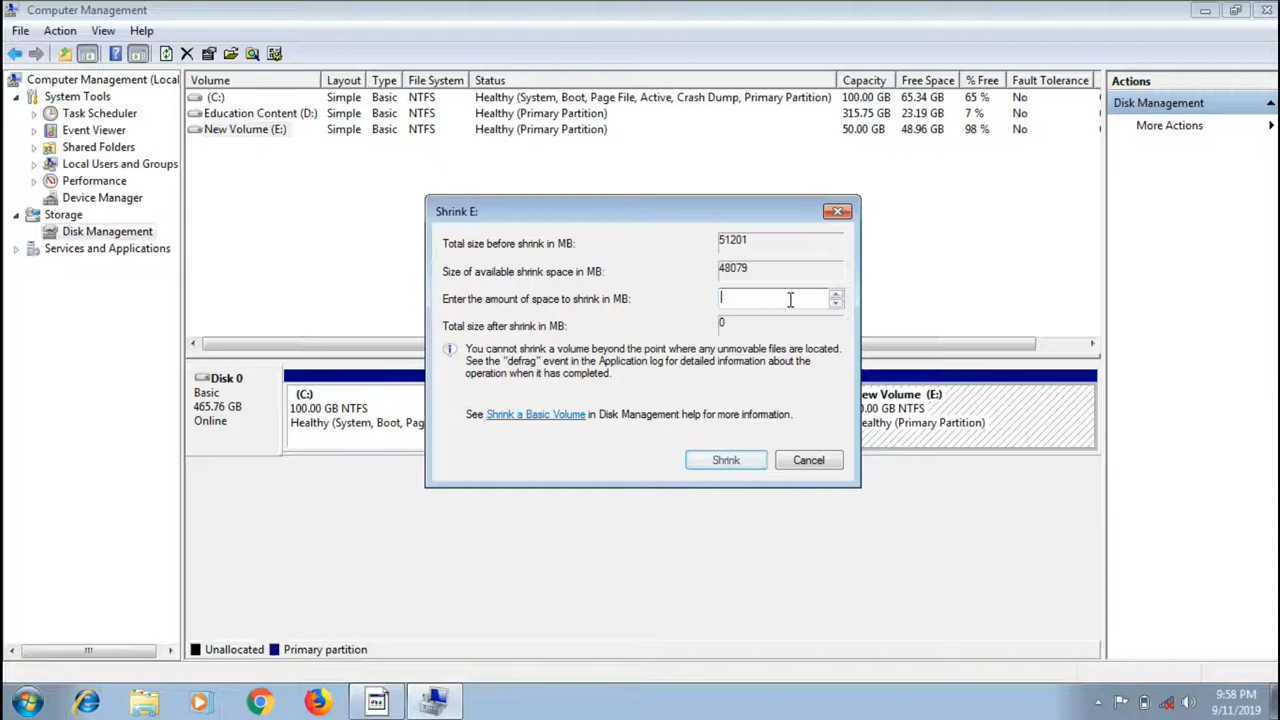 Computer Management
File Action View Help
Computer Management (Local
System Tools
Task Scheduler
Event Viewer
Shared Folders
Local Users and Groups
Performance
Device Manager
Storage
Disk Management
Services and Applications
Volume Layout Type File System Status Capacity Free Space % Free Fault Tolerance
(C:) Simple Basic NTFS Healthy (System, Boot, Page File, Active, Crash Dump, Primary Partition) 100.00 GB 65.34 GB 65 % No
Education Content (D:) Simple Basic NTFS Healthy (Primary Partition) 315.75 GB 23.19 GB 7 % No
New Volume (E:) Simple Basic NTFS Healthy (Primary Partition) 50.00 GB 48.96 GB 98 % No
Actions
Disk Management
More Actions
Shrink E:
Total size before shrink in MB: 51201
Size of available shrink space in MB: 48079
Enter the amount of space to shrink in MB:
Total size after shrink in MB: 0
You cannot shrink a volume beyond the point where any unmovable files are located.
See the "defrag" event in the Application log for detailed information about the
operation when it has completed.
See Shrink a Basic Volume in Disk Management help for more information.
Shrink Cancel
Disk 0
Basic
465.76 GB
Online
(C:)
100.00 GB NTFS
Healthy (System, Boot, Pag
ew Volume (E:)
0.00 GB NTFS
ealthy (Primary Partition)
Unallocated Primary partition
9:58 PM
9/11/2019